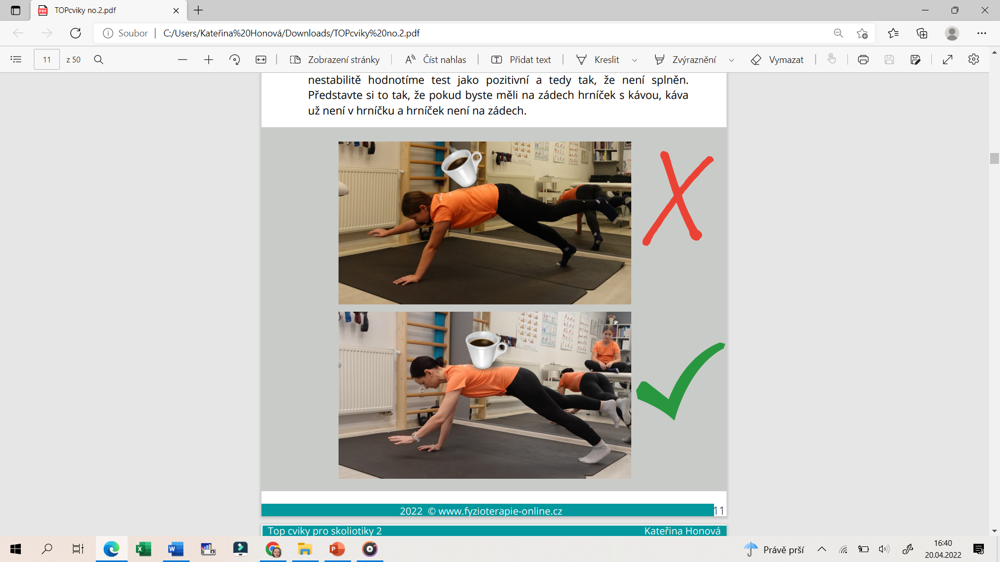 TOPcviky no.2.pdf
Soubor
C:/Users/Kateřina%20Honová/Downloads/TOPcviky%20no.2.pdf
11 z 50
Zobrazení stránky
Číst nahlas
Přidat text
Kreslit
Zvýraznění
Vymazat
nestabilitě hodnotíme test jako pozitivní a tedy tak, že není splněn.
Představte si to tak, že pokud byste měli na zádech hrníček s kávou, káva
už není v hrníčku a hrníček není na zádech.
2022 © www.fyzioterapie-online.cz
11
Top cviky pro skoliotiky 2
Kateřina Honová
Právě prší
16:40
20.04.2022